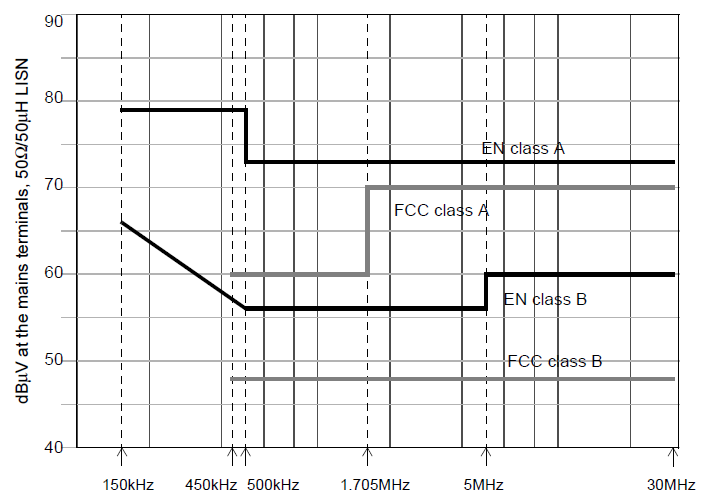 dBµV at the mains terminals, 50Ω/50µH LISN
90
80
70
60
50
40
EN class A
FCC class A
EN class B
FCC class B
150kHz 450kHz 500kHz 1.705MHz 5MHz 30MHz